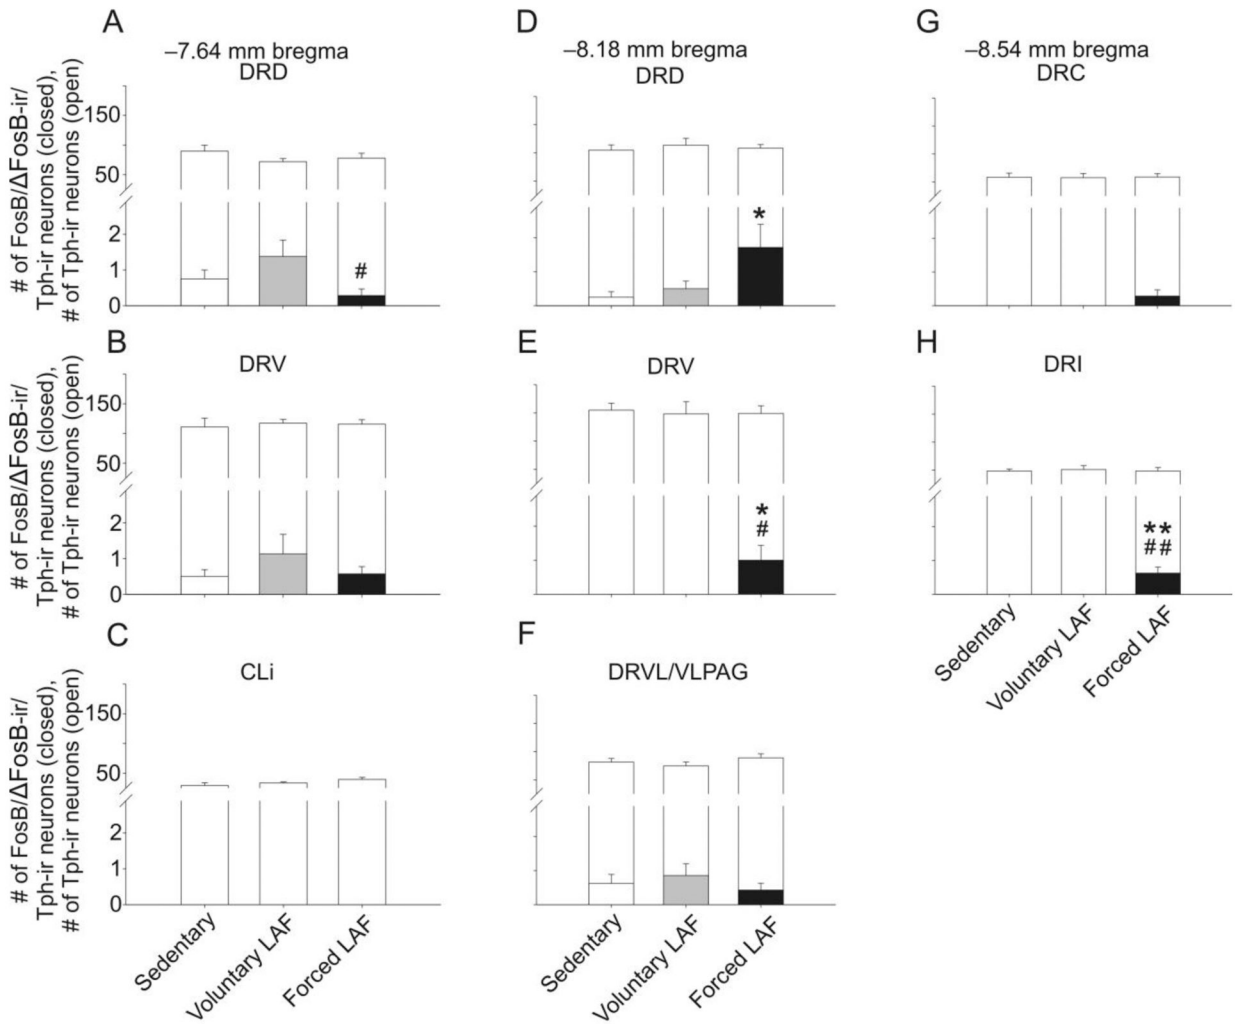 A
–7.64 mm bregma
DRD
# of FosB/ΔFosB-ir/
Tph-ir neurons (closed),
# of Tph-ir neurons (open)
150
50
2
1
0
#
D
–8.18 mm bregma
DRD
*
G
–8.54 mm bregma
DRC
B
DRV
# of FosB/ΔFosB-ir/
Tph-ir neurons (closed),
# of Tph-ir neurons (open)
150
50
2
1
0
E
DRV
*
#
H
DRI
**
##
Sedentary
Voluntary LAF
Forced LAF
C
CLi
# of FosB/ΔFosB-ir/
Tph-ir neurons (closed),
# of Tph-ir neurons (open)
150
50
2
1
0
Sedentary
Voluntary LAF
Forced LAF
F
DRVL/VLPAG
Sedentary
Voluntary LAF
Forced LAF